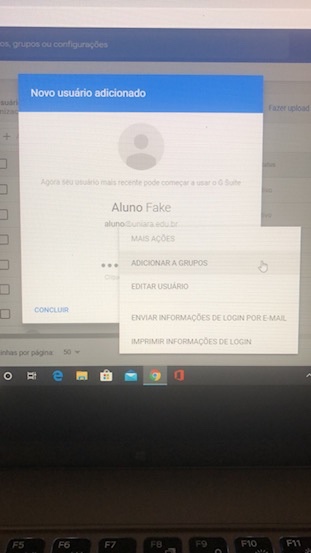 os, grupos ou configurações
Novo usuário adicionado
Fazer upload
Agora seu usuário mais recente pode começar a usar o G Suite
Aluno Fake
aluno@uniara.edu.br
MAIS AÇÕES
ADICIONAR A GRUPOS
EDITAR USUÁRIO
CONCLUIR
ENVIAR INFORMAÇÕES DE LOGIN POR E-MAIL
IMPRIMIR INFORMAÇÕES DE LOGIN
inhas por página 50
F5 F6 F7 F8 F9 F10 F11